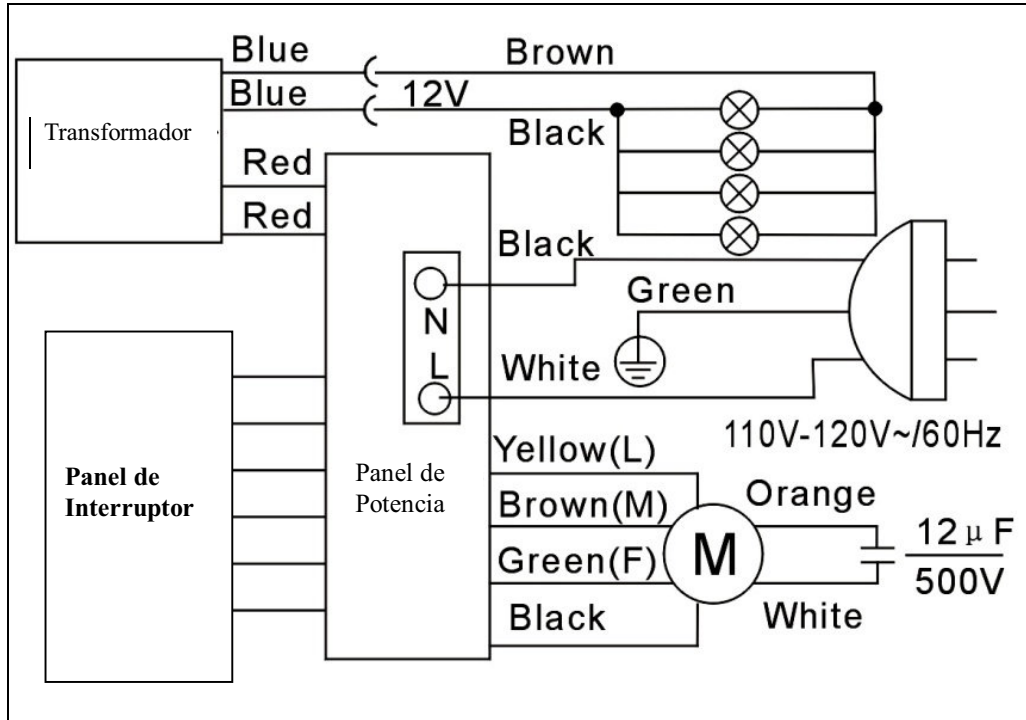 Blue
Brown
Blue
12V
Black
Transformador
Red
Red
Black
Green
N
L
White
110V-120V~/60Hz
Panel de
Interruptor
Panel de
Potencia
Yellow(L)
Brown(M)
Green(F)
Black
M
Orange
White
12μF
500V